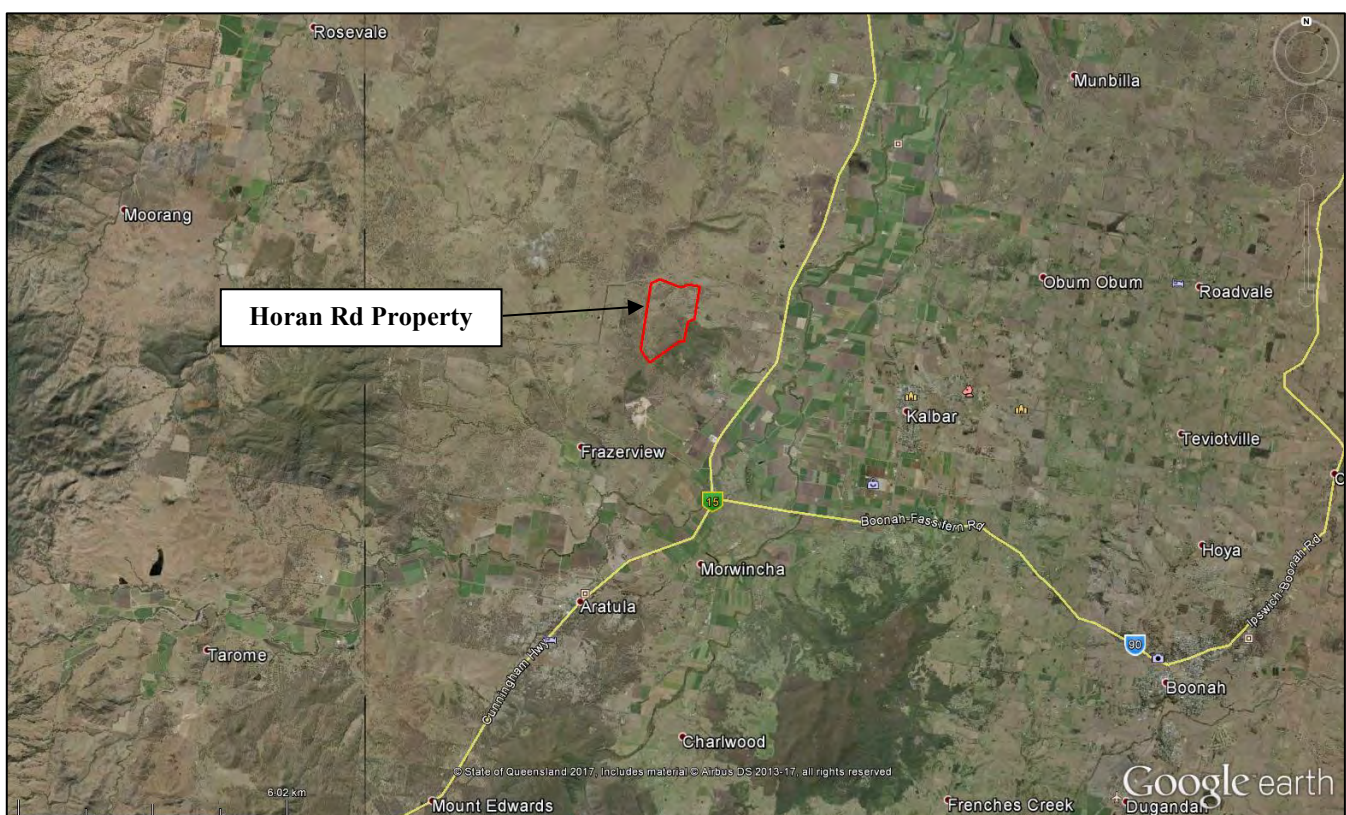 N
Rosevale
Munbilla
Moorang
Obum Obum
Roadvale
Horan Rd Property
Kalbar
Teviotville
Frazerview
15
Boonah-Fassifern Rd
Hoya
Morwincha
Ipswich-Boonah Rd
Aratula
90
Tarome
Cunningham Hwy
Boonah
Charlwood
© State of Queensland 2017, Includes material © Airbus DS 2013-17, all rights reserved
6.02 km
Google earth
Mount Edwards
Frenches Creek
Dugandan